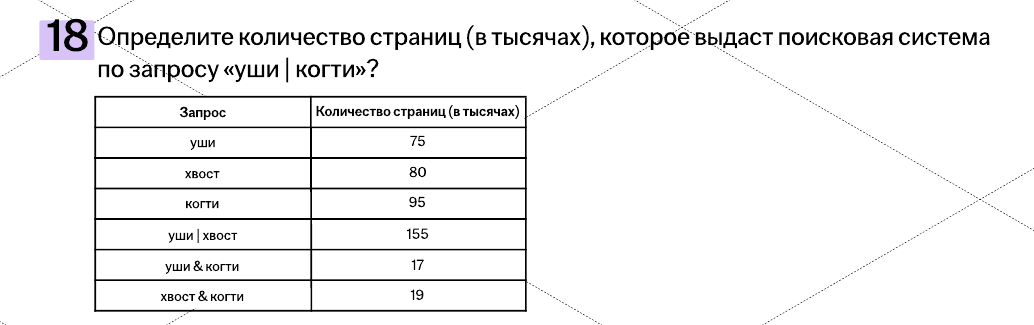 18 Определите количество страниц (в тысячах), которое выдаст поисковая система
по запросу «уши | когти»?
Запрос Количество страниц (в тысячах)
уши 75
хвост 80
когти 95
уши | хвост 155
уши & когти 17
хвост & когти 19